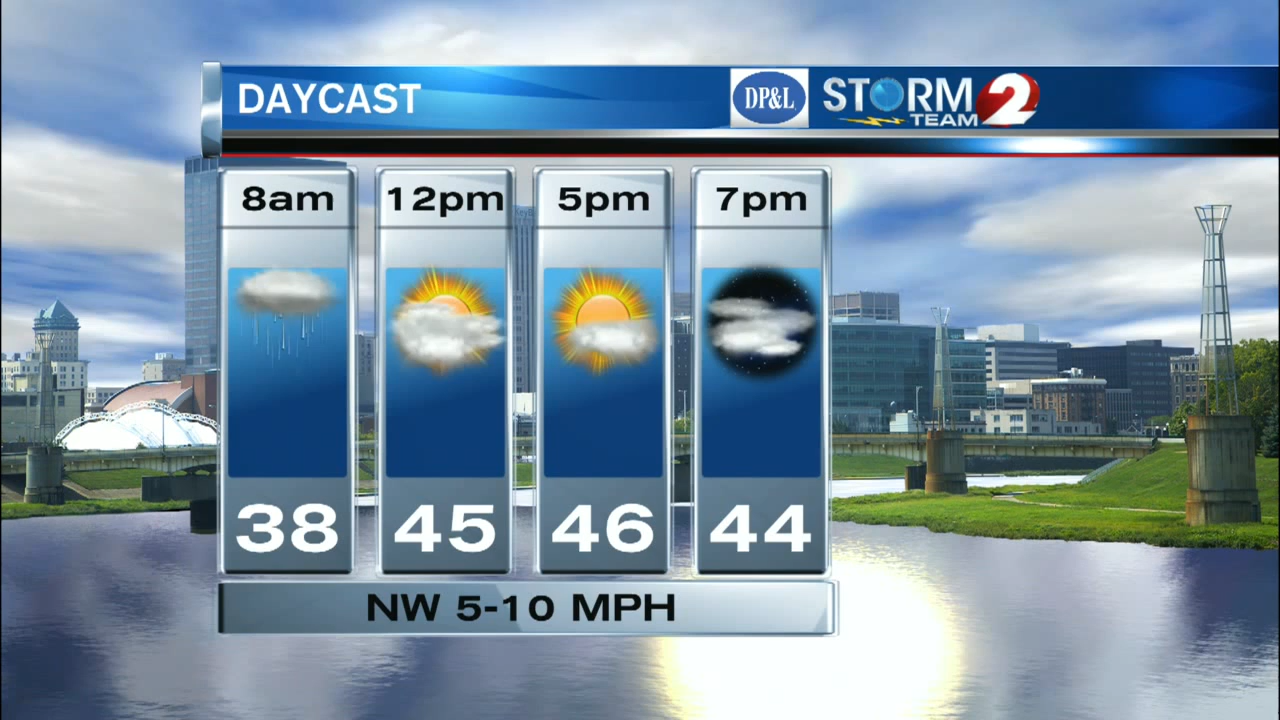 DAYCAST
DP&L
STORM
TEAM
2
8am 12pm 5pm 7pm
38 45 46 44
NW 5-10 MPH